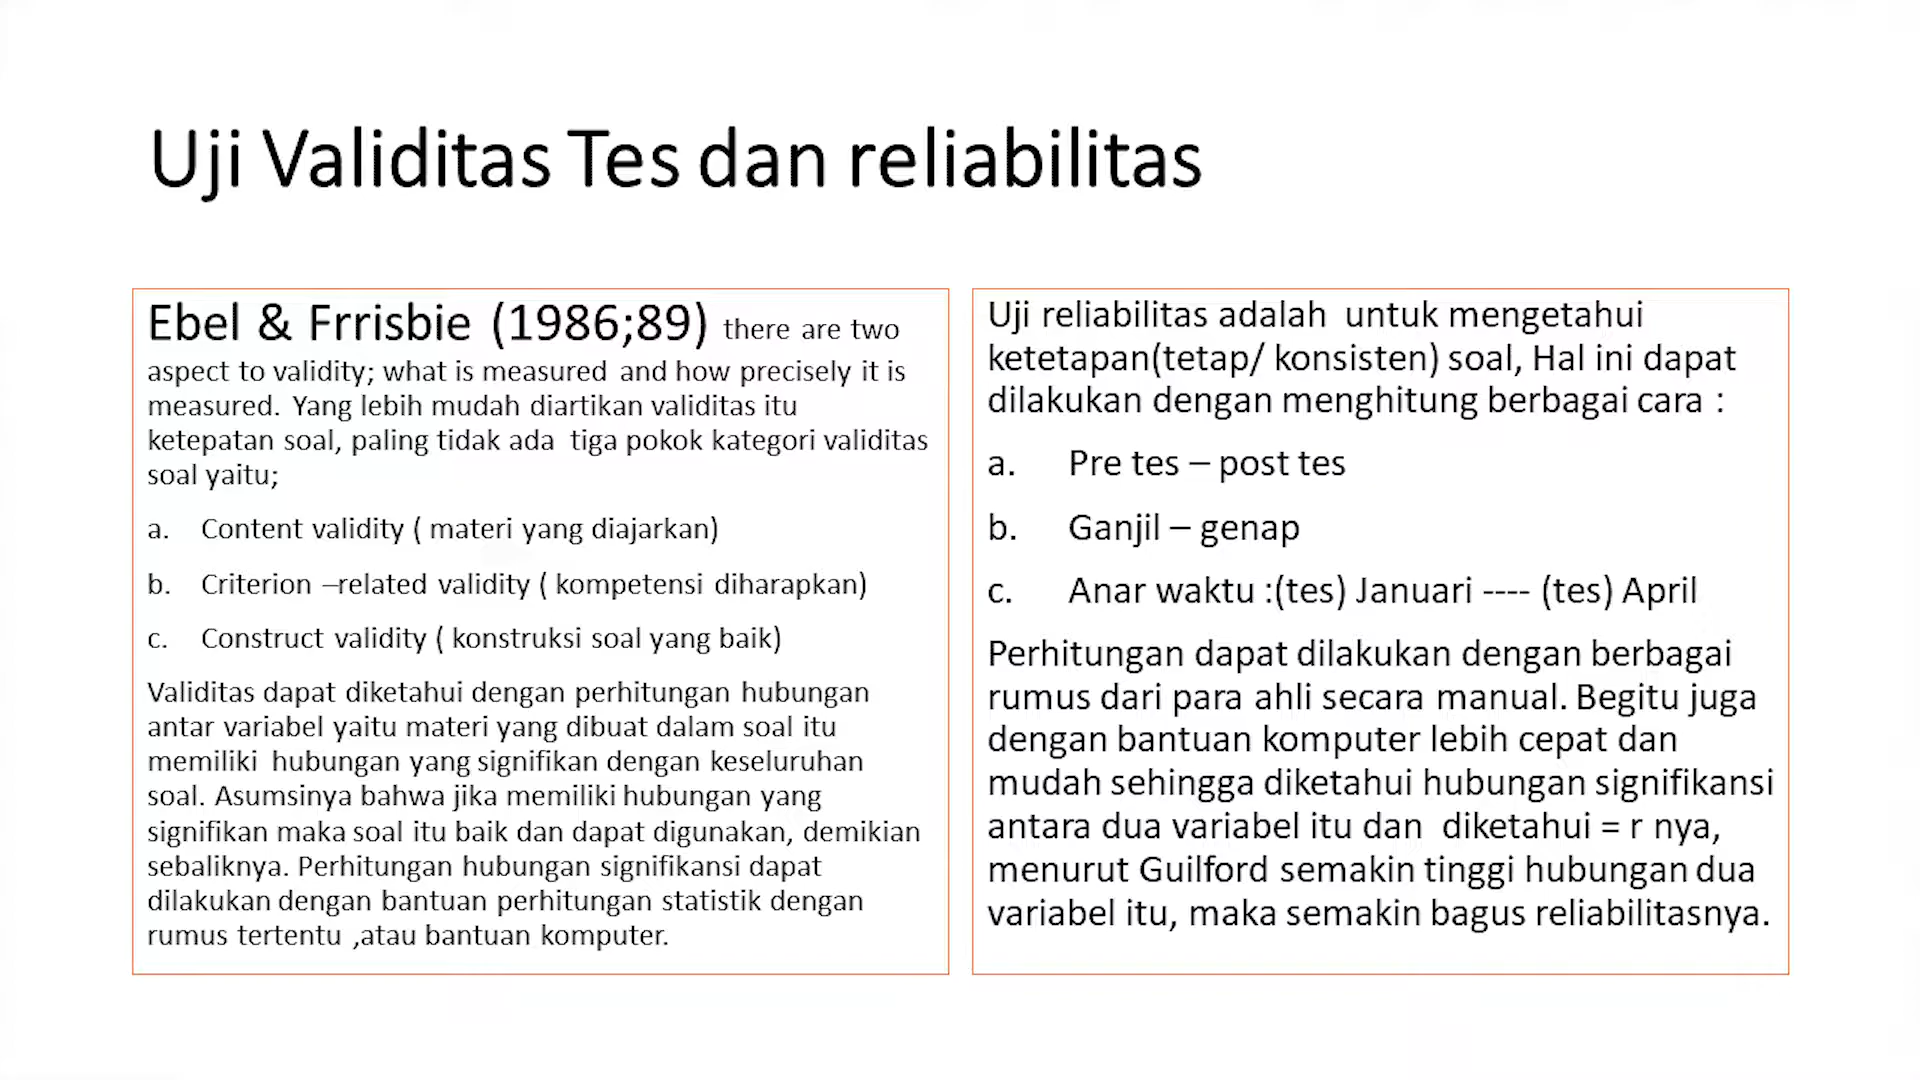 Uji Validitas Tes dan reliabilitas
Ebel & Frrisbie (1986;89) there are two
aspect to validity; what is measured and how precisely it is
measured. Yang lebih mudah diartikan validitas itu
ketepatan soal, paling tidak ada tiga pokok kategori validitas
soal yaitu;
a. Content validity ( materi yang diajarkan)
b. Criterion –related validity ( kompetensi diharapkan)
c. Construct validity ( konstruksi soal yang baik)
Validitas dapat diketahui dengan perhitungan hubungan
antar variabel yaitu materi yang dibuat dalam soal itu
memiliki hubungan yang signifikan dengan keseluruhan
soal. Asumsinya bahwa jika memiliki hubungan yang
signifikan maka soal itu baik dan dapat digunakan, demikian
sebaliknya. Perhitungan hubungan signifikansi dapat
dilakukan dengan bantuan perhitungan statistik dengan
rumus tertentu ,atau bantuan komputer.
Uji reliabilitas adalah untuk mengetahui
ketetapan(tetap/ konsisten) soal, Hal ini dapat
dilakukan dengan menghitung berbagai cara :
a. Pre tes – post tes
b. Ganjil – genap
c. Anar waktu :(tes) Januari ---- (tes) April
Perhitungan dapat dilakukan dengan berbagai
rumus dari para ahli secara manual. Begitu juga
dengan bantuan komputer lebih cepat dan
mudah sehingga diketahui hubungan signifikansi
antara dua variabel itu dan diketahui = r nya,
menurut Guilford semakin tinggi hubungan dua
variabel itu, maka semakin bagus reliabilitasnya.